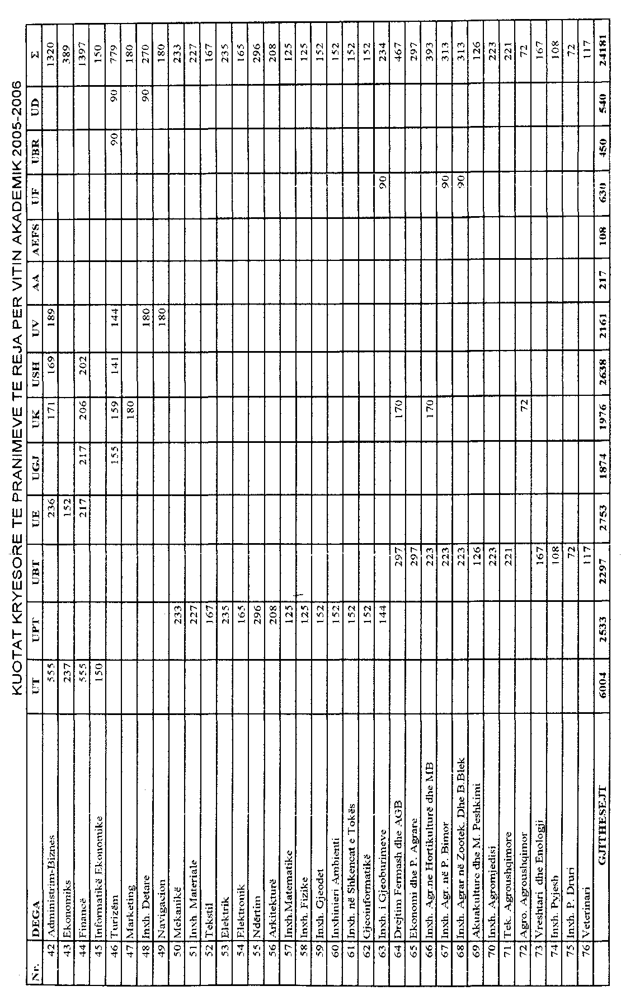 KUOTAT KRYESORE TE PRANIMEVE TE REJA PER VITIN AKADEMIK 2005-2006
Nr. DEGA UT UPT UBT UE UGJ UK USH UV AA AEFS UF UBR UD Σ
42 Administrim-Biznes 555 236 171 169 189 1320
43 Ekonomiks 237 152 389
44 Financë 555 217 217 206 202 1397
45 Informatikë Ekonomike 150 150
46 Turizëm 155 159 141 144 90 90 779
47 Marketing 180 180
48 Inxh. Detare 180 90 270
49 Navigacion 180 180
50 Mekanikë 233 233
51 Inxh. Materiale 227 227
52 Tekstil 167 167
53 Elektrik 235 235
54 Elektronik 165 165
55 Ndërtim 296 296
56 Arkitekturë 208 208
57 Inxh.Matematike 125 125
58 Inxh. Fizike 125 125
59 Inxh. Gjeodet 152 152
60 Inxhinieri Ambienti 152 152
61 Inxh. në Shkencat e Tokës 152 152
62 Gjeoinformatikë 152 152
63 Inxh. i Gjeoburimeve 144 90 234
64 Drejtim Fermash dhe AGB 297 170 467
65 Ekonomi dhe P. Agrare 297 297
66 Inxh. Agr.ne Hortikulturë dhe MB 223 170 393
67 Inxh. Agr. në P. Bimor 223 90 313
68 Inxh. Agrar në Zootek. Dhe B.Blek 223 90 313
69 Akuakulture dhe M. Peshkimi 126 126
70 Inxh. Agromjedisi 223 223
71 Tek. Agroushqimore 221 221
72 Agro. Agroushqimor 72 72
73 Vreshtari dhe Enologji 167 167
74 Inxh. Pyjesh 108 108
75 Inxh. P. Druri 72 72
76 Veterinari 117 117
GJITHESEJT 6004 2533 2297 2753 1874 1976 2638 2161 217 108 630 450 540 24181